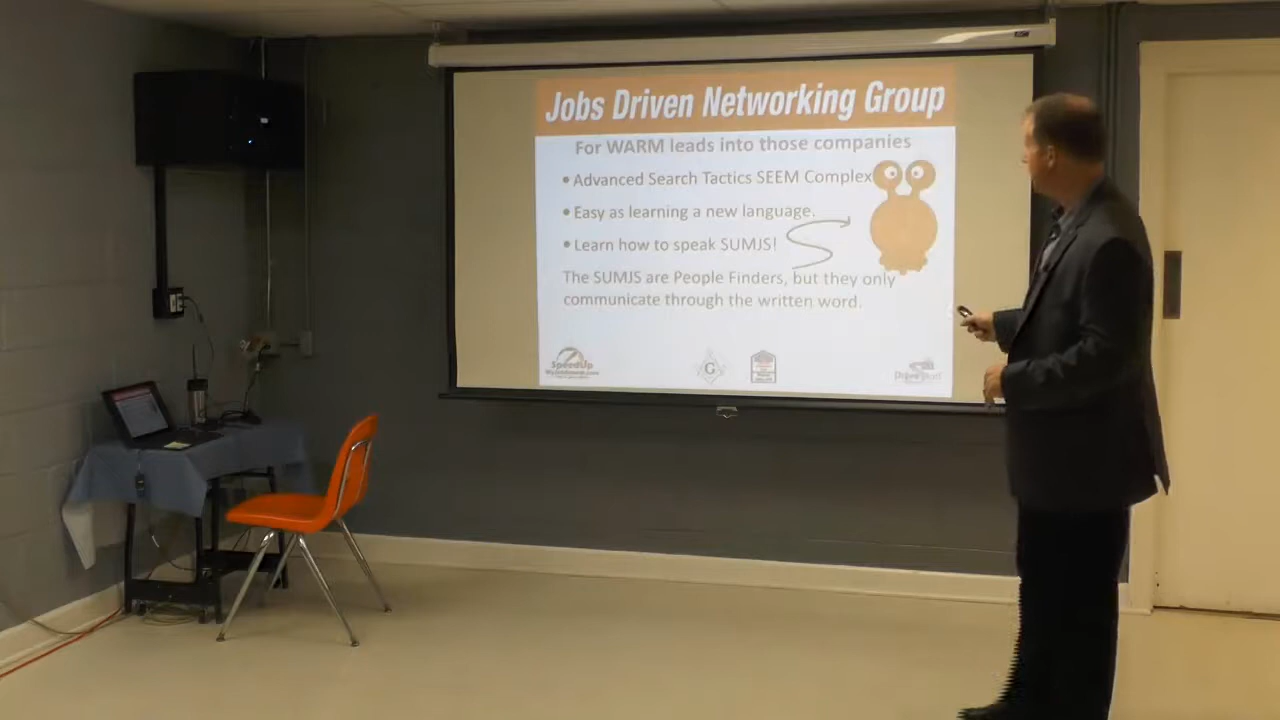 Jobs Driven Networking Group
For WARM leads into those companies
• Advanced Search Tactics SEEM Complex
• Easy as learning a new language.
• Learn how to speak SUMJS!
The SUMJS are People Finders, but they only
communicate through the written word.
SpeedUp
G